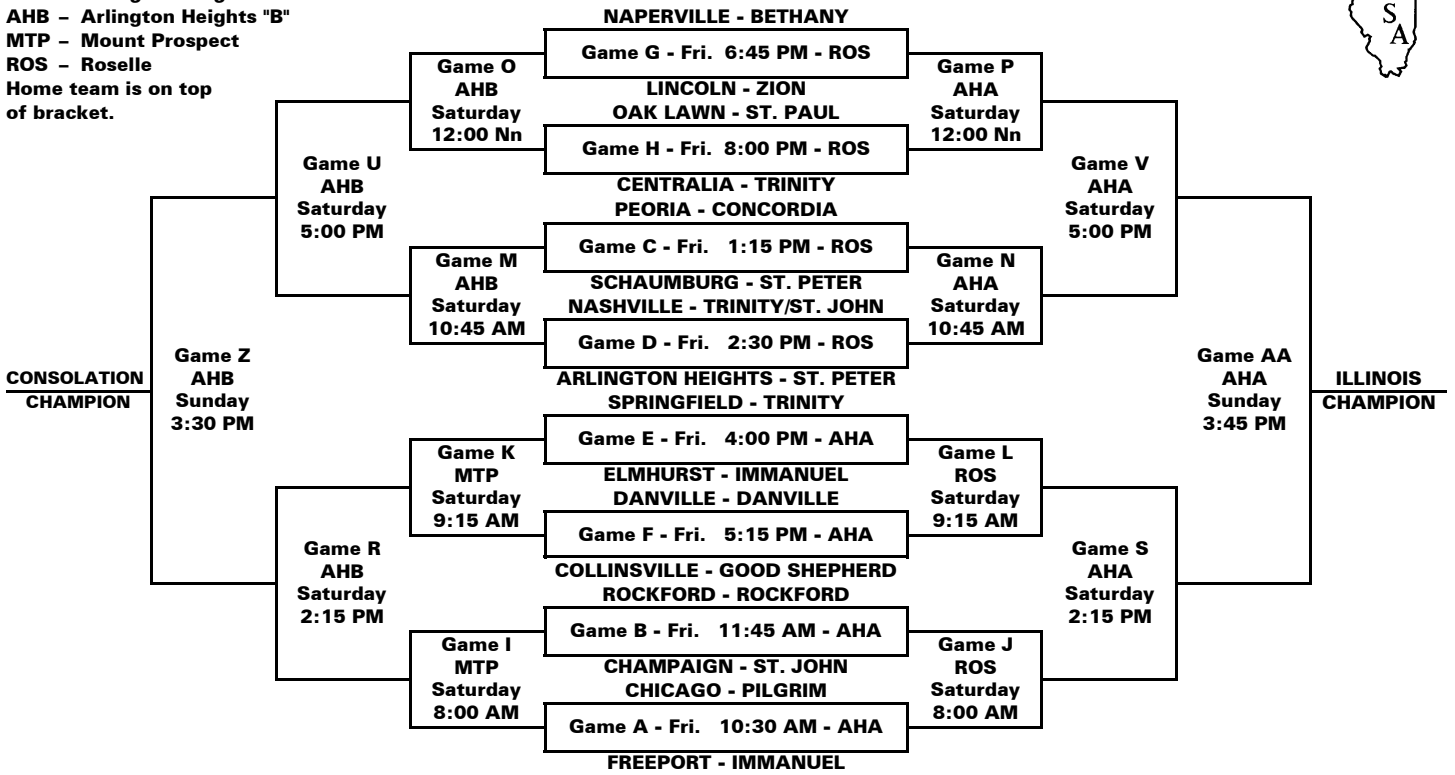 AHB – Arlington Heights "B"
MTP – Mount Prospect
ROS – Roselle
Home team is on top
of bracket.
S
A
NAPERVILLE - BETHANY
Game G - Fri. 6:45 PM - ROS
LINCOLN - ZION
OAK LAWN - ST. PAUL
Game H - Fri. 8:00 PM - ROS
CENTRALIA - TRINITY
PEORIA - CONCORDIA
Game C - Fri. 1:15 PM - ROS
SCHAUMBURG - ST. PETER
NASHVILLE - TRINITY/ST. JOHN
Game D - Fri. 2:30 PM - ROS
ARLINGTON HEIGHTS - ST. PETER
SPRINGFIELD - TRINITY
Game E - Fri. 4:00 PM - AHA
ELMHURST - IMMANUEL
DANVILLE - DANVILLE
Game F - Fri. 5:15 PM - AHA
COLLINSVILLE - GOOD SHEPHERD
ROCKFORD - ROCKFORD
Game B - Fri. 11:45 AM - AHA
CHAMPAIGN - ST. JOHN
CHICAGO - PILGRIM
Game A - Fri. 10:30 AM - AHA
FREEPORT - IMMANUEL
Game O
AHB
Saturday
12:00 Nn
Game M
AHB
Saturday
10:45 AM
Game K
MTP
Saturday
9:15 AM
Game I
MTP
Saturday
8:00 AM
Game U
AHB
Saturday
5:00 PM
Game R
AHB
Saturday
2:15 PM
Game Z
AHB
Sunday
3:30 PM
CONSOLATION
CHAMPION
Game P
AHA
Saturday
12:00 Nn
Game N
AHA
Saturday
10:45 AM
Game L
ROS
Saturday
9:15 AM
Game J
ROS
Saturday
8:00 AM
Game V
AHA
Saturday
5:00 PM
Game S
AHA
Saturday
2:15 PM
Game AA
AHA
Sunday
3:45 PM
ILLINOIS
CHAMPION